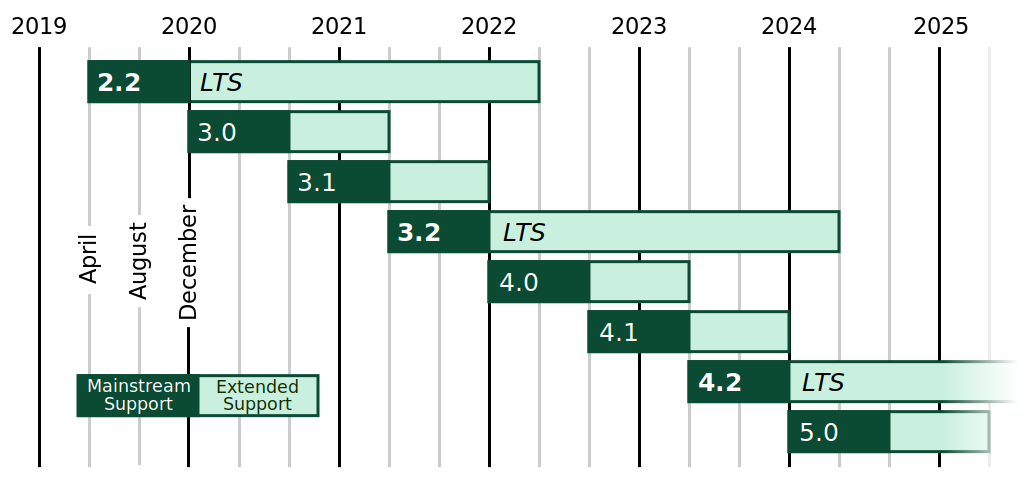 2019 2020 2021 2022 2023 2024 2025
2.2 LTS
3.0
3.1
3.2 LTS
April August December
4.0
4.1
4.2 LTS
Mainstream Support
Extended Support
5.0